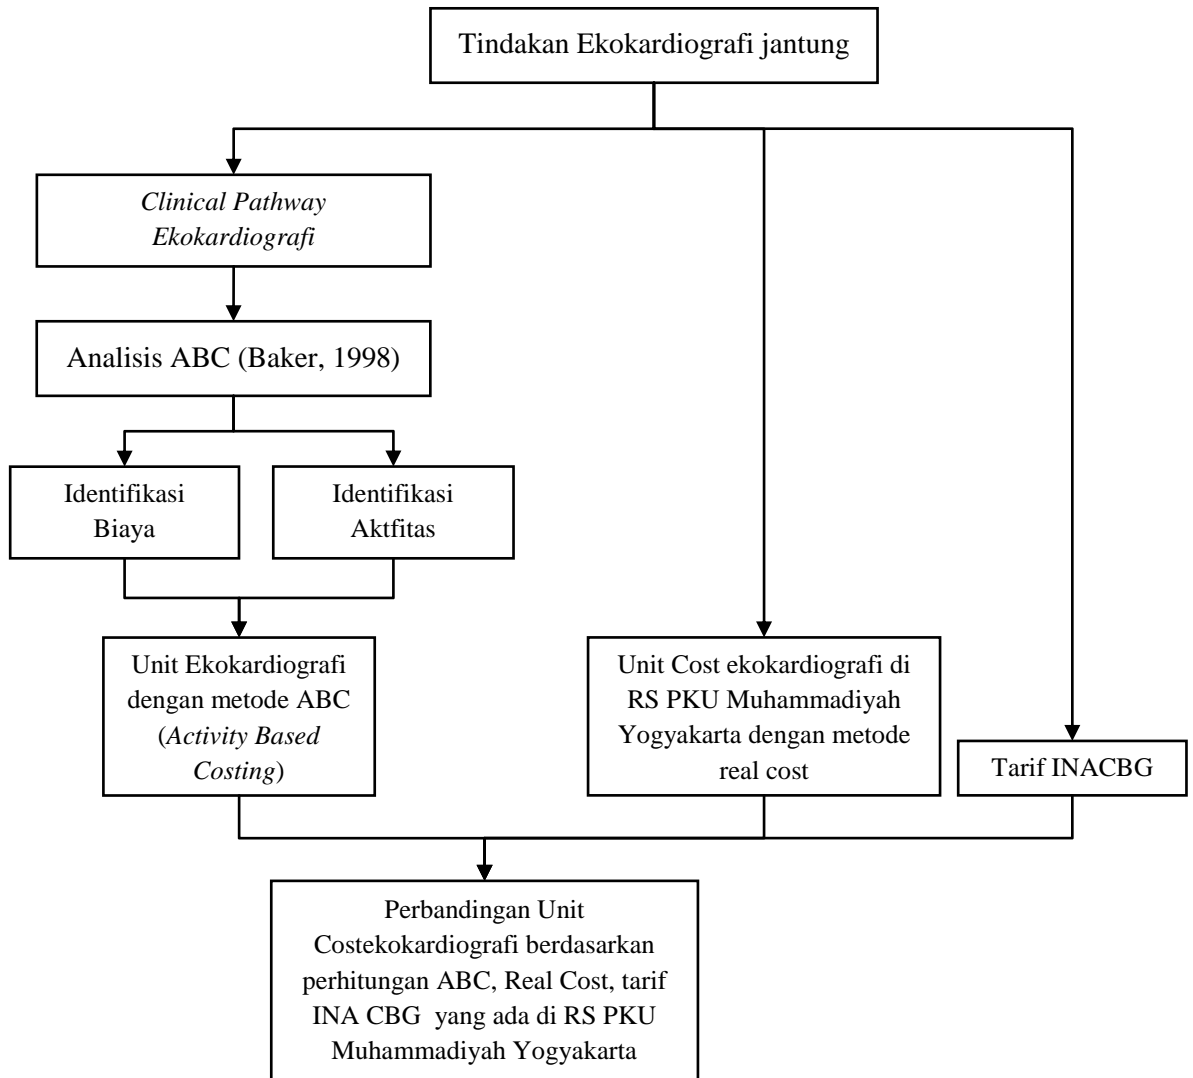 Tindakan Ekokardiografi jantung
Clinical Pathway
Ekokardiografi
Analisis ABC (Baker, 1998)
Identifikasi
Biaya
Identifikasi
Aktfitas
Unit Ekokardiografi
dengan metode ABC
(Activity Based
Costing)
Unit Cost ekokardiografi di
RS PKU Muhammadiyah
Yogyakarta dengan metode
real cost
Tarif INACBG
Perbandingan Unit
Costekokardiografi berdasarkan
perhitungan ABC, Real Cost, tarif
INA CBG  yang ada di RS PKU
Muhammadiyah Yogyakarta